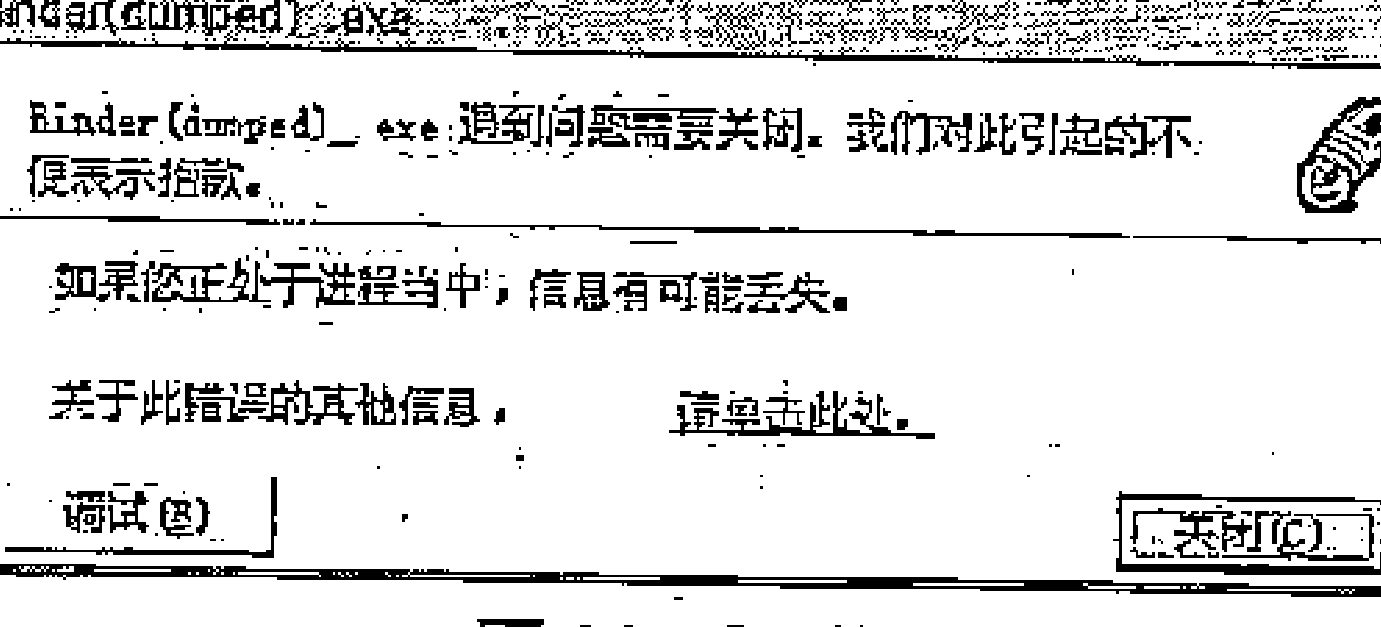 Binder(dumped)_.exe
Binder(dumped)_ exe 遇到问题需要关闭。我们对此引起的不
便表示抱歉。
如果您正处于进程当中，信息有可能丢失。
关于此错误的其他信息，
请单击此处。
调试(B)
关闭(C)